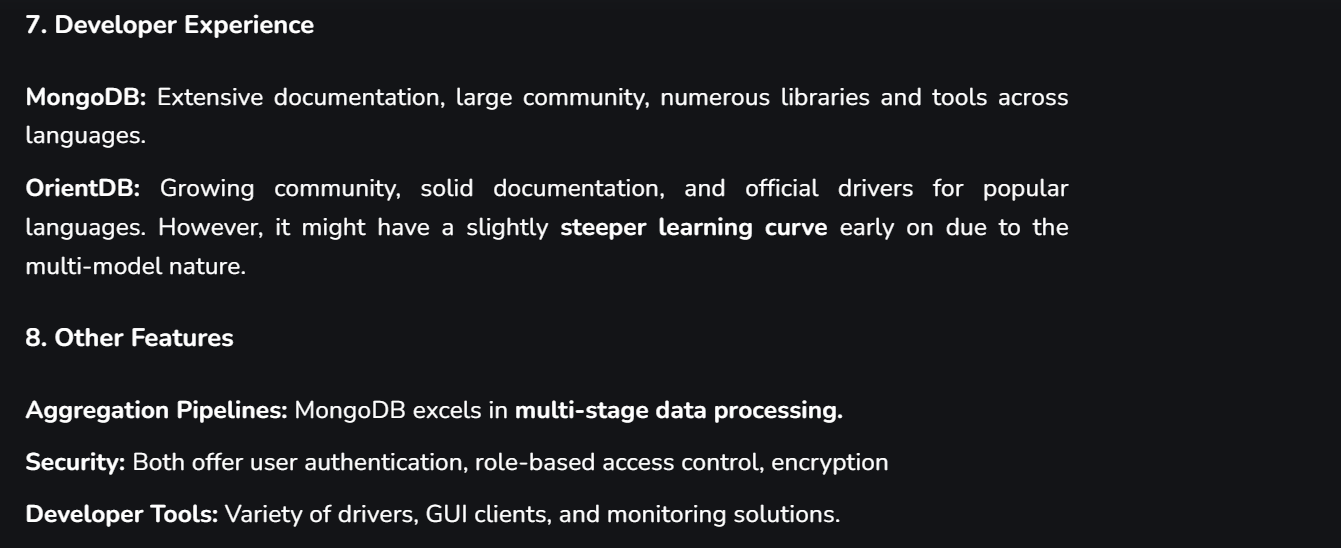 7. Developer Experience
MongoDB: Extensive documentation, large community, numerous libraries and tools across
languages.
OrientDB: Growing community, solid documentation, and official drivers for popular
languages. However, it might have a slightly steeper learning curve early on due to the
multi-model nature.
8. Other Features
Aggregation Pipelines: MongoDB excels in multi-stage data processing.
Security: Both offer user authentication, role-based access control, encryption
Developer Tools: Variety of drivers, GUI clients, and monitoring solutions.